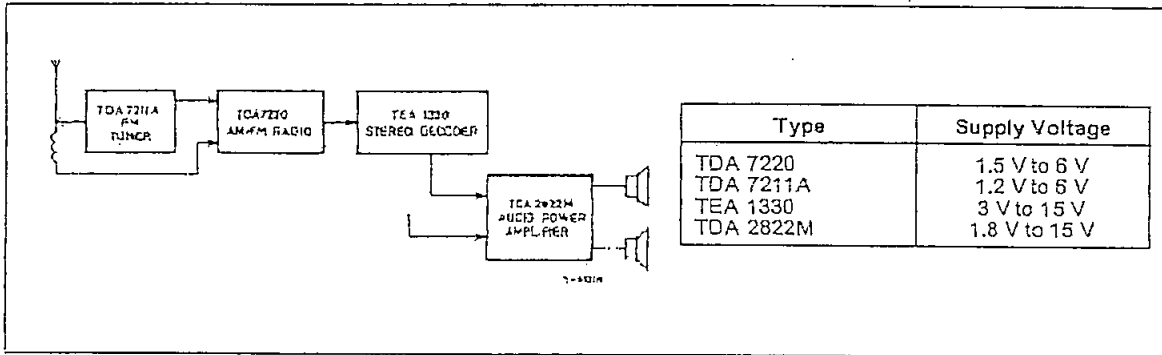 TDA 7211A
FM
TUNER
TDA7220
AM/FM RADIO
TEA 1330
STEREO DECODER
TDA 2822M
AUDIO POWER
AMPLIFIER
Type Supply Voltage
TDA 7220 1.5 V to 6 V
TDA 7211A 1.2 V to 6 V
TEA 1330 3 V to 15 V
TDA 2822M 1.8 V to 15 V